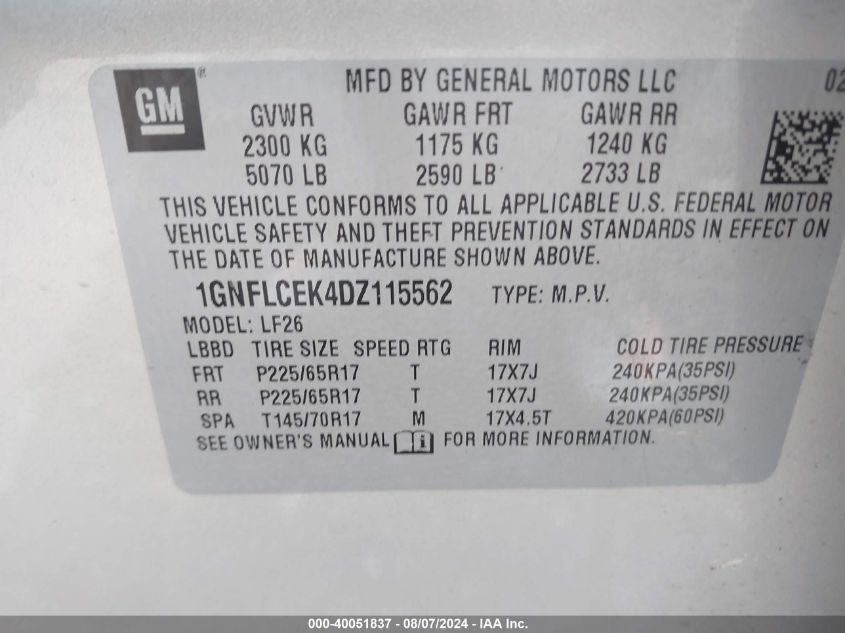 GM® MFD BY GENERAL MOTORS LLC 02
GVWR GAWR FRT GAWR RR
2300 KG 1175 KG 1240 KG
5070 LB 2590 LB 2733 LB
THIS VEHICLE CONFORMS TO ALL APPLICABLE U.S. FEDERAL MOTOR
VEHICLE SAFETY AND THEFT PREVENTION STANDARDS IN EFFECT ON
THE DATE OF MANUFACTURE SHOWN ABOVE.
1GNFLCEK4DZ115562 TYPE: M.P.V.
MODEL: LF26
LBBD TIRE SIZE SPEED RTG RIM COLD TIRE PRESSURE
FRT P225/65R17 T 17X7J 240KPA(35PSI)
RR P225/65R17 T 17X7J 240KPA(35PSI)
SPA T145/70R17 M 17X4.5T 420KPA(60PSI)
SEE OWNER'S MANUAL FOR MORE INFORMATION.
000-40051837 - 08/07/2024 - IAA Inc.